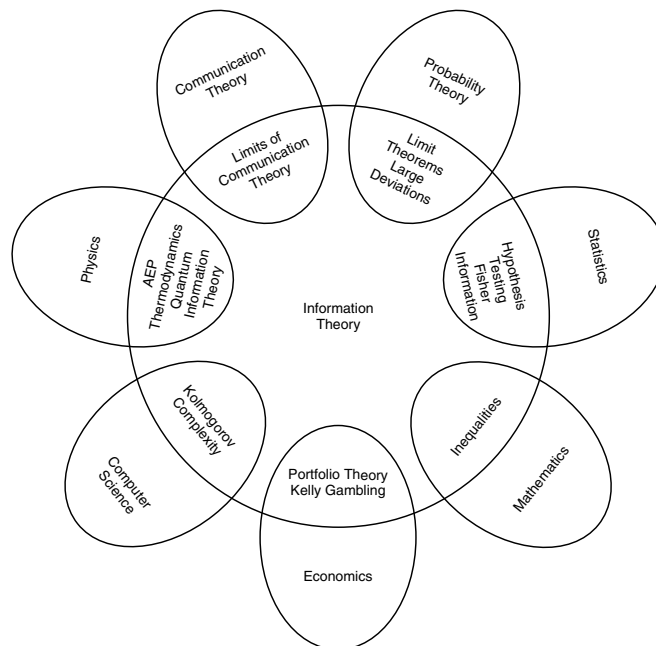 Communication
Theory
Probability
Theory
Limits of
Communication
Theory
Limit
Theorems
Large
Deviations
Physics
AEP
Thermodynamics
Quantum
Information
Theory
Information
Theory
Hypothesis
Testing
Fisher
Information
Statistics
Kolmogorov
Complexity
Computer
Science
Portfolio Theory
Kelly Gambling
Economics
Inequalities
Mathematics